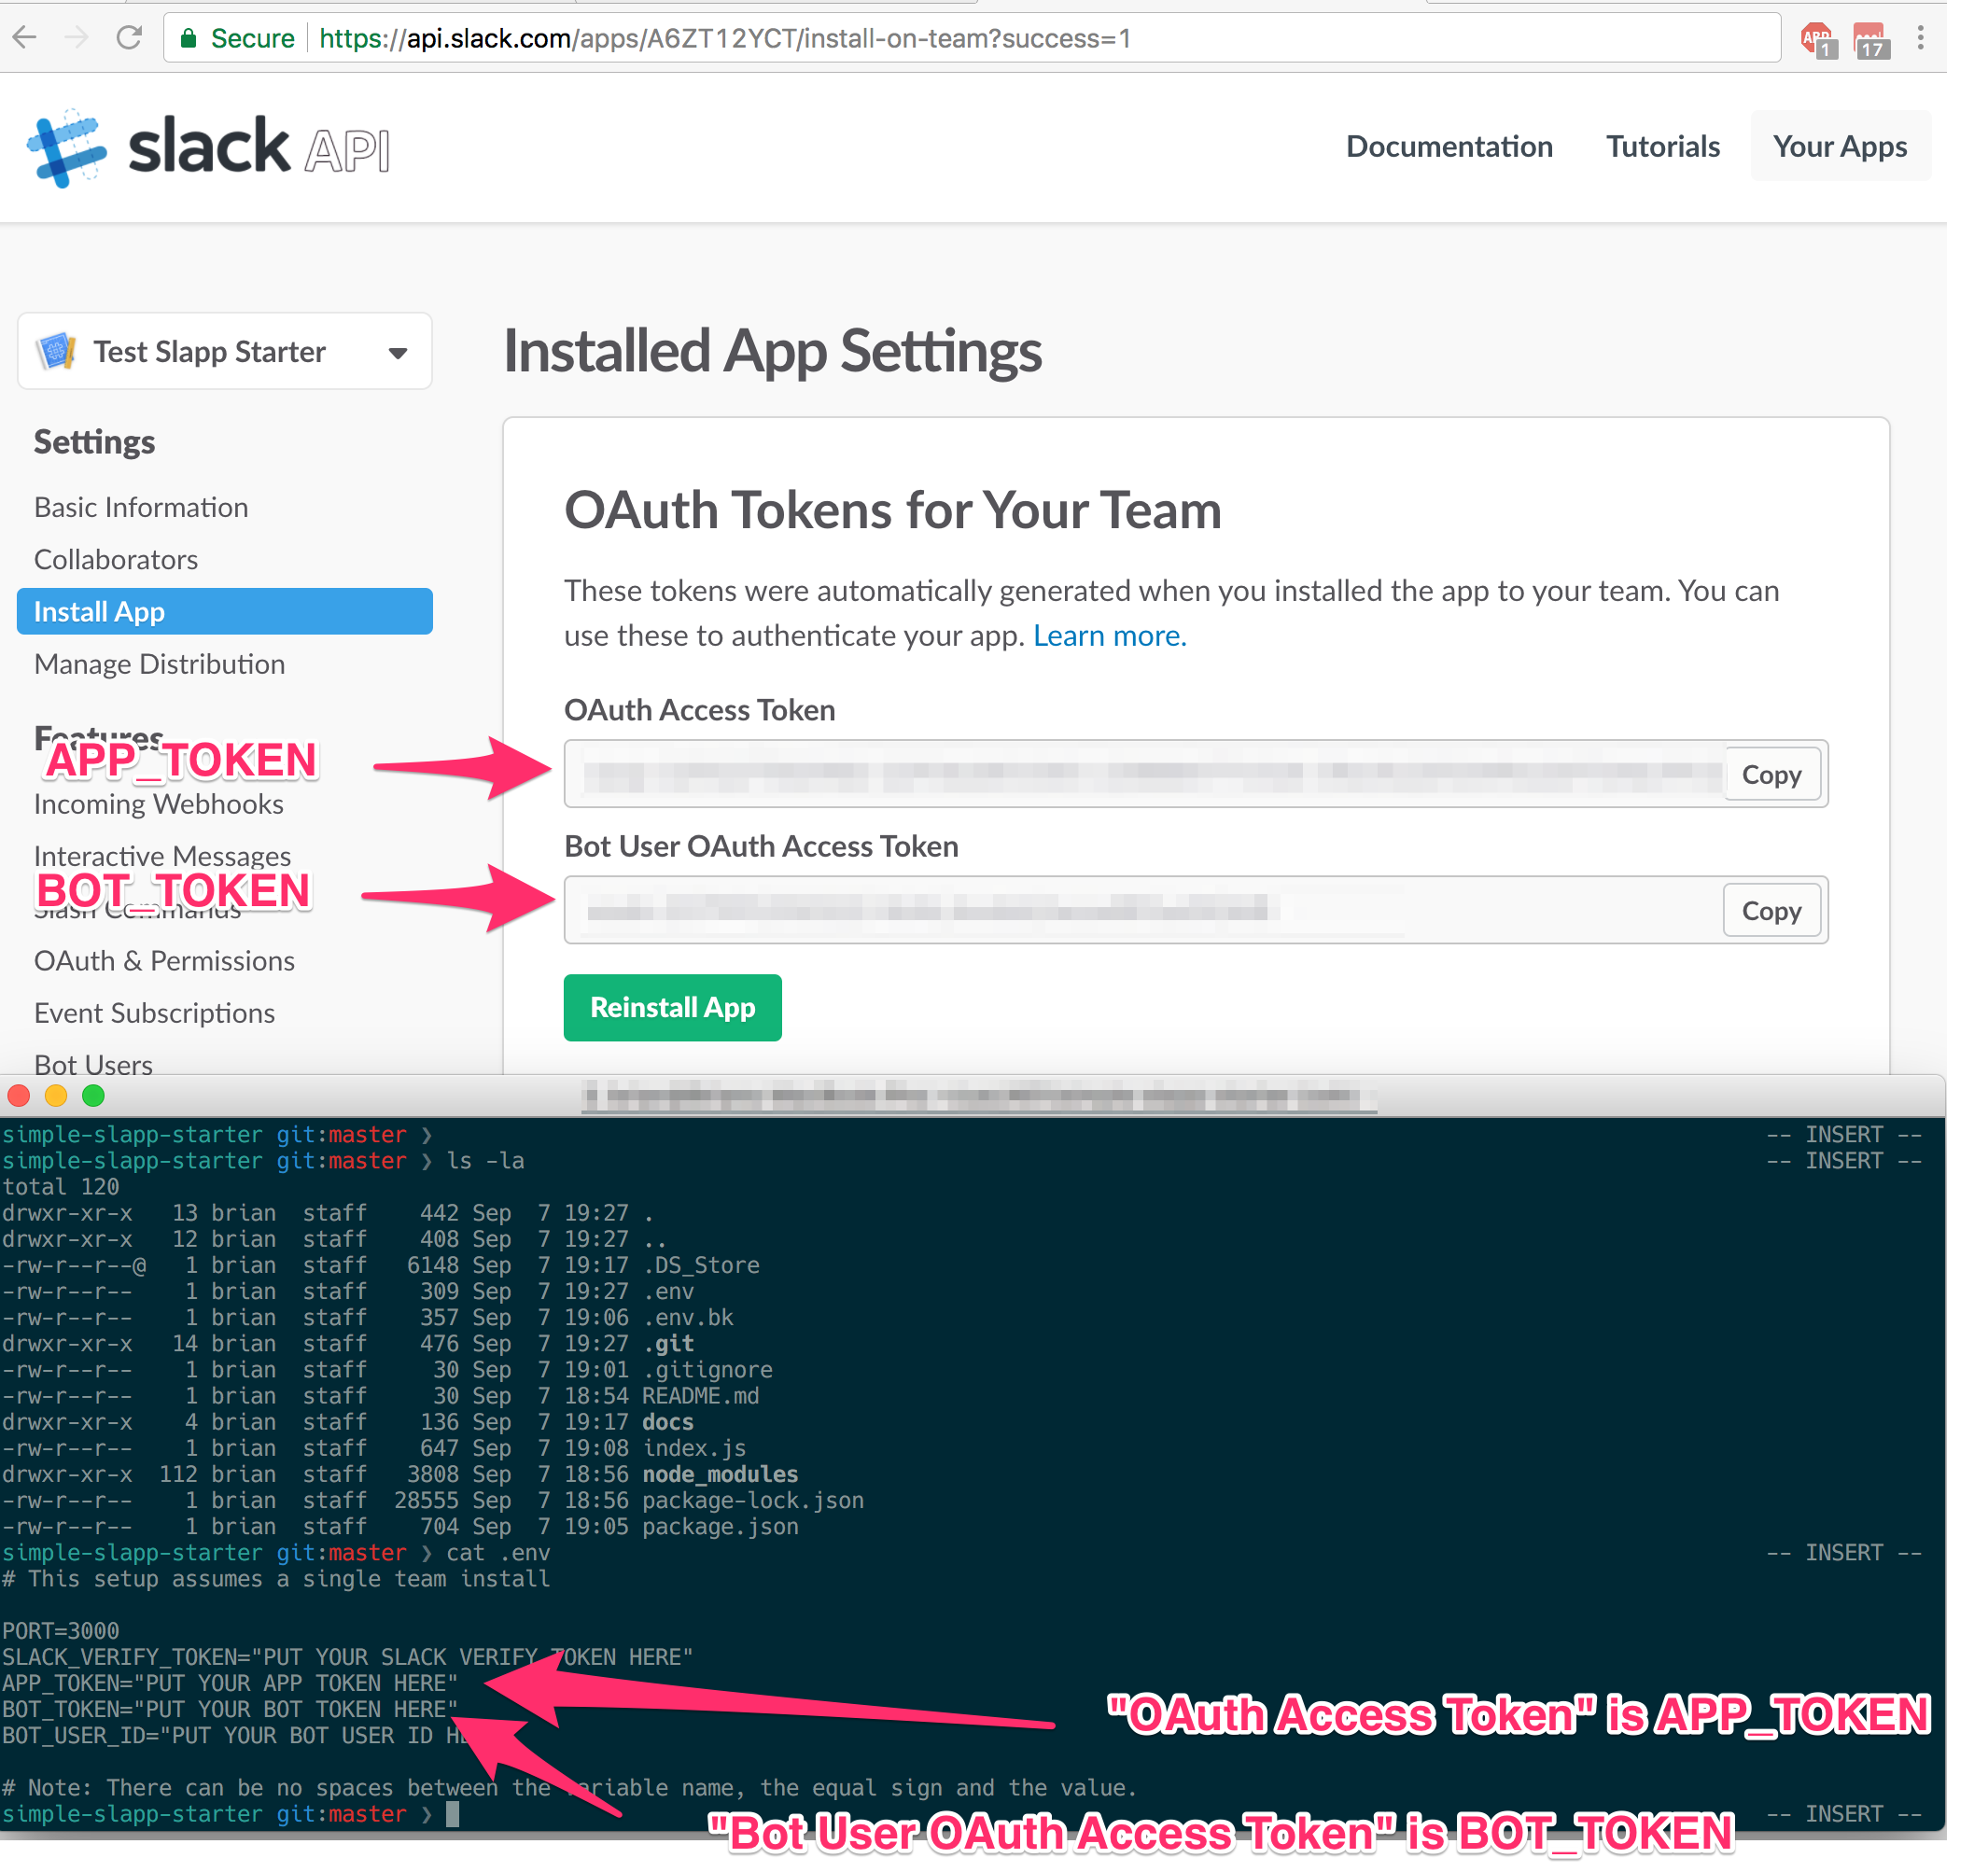 Secure https://api.slack.com/apps/A6ZT12YCT/install-on-team?success=1
ABP 1 17
slack API
Documentation Tutorials Your Apps
Test Slapp Starter
Settings
Basic Information
Collaborators
Install App
Manage Distribution
Features
APP_TOKEN
Incoming Webhooks
Interactive Messages
BOT_TOKEN
Slash Commands
OAuth & Permissions
Event Subscriptions
Bot Users
Installed App Settings
OAuth Tokens for Your Team
These tokens were automatically generated when you installed the app to your team. You can
use these to authenticate your app. Learn more.
OAuth Access Token
Copy
Bot User OAuth Access Token
Copy
Reinstall App
simple-slapp-starter git:master ❯ -- INSERT --
simple-slapp-starter git:master ❯ ls -la -- INSERT --
total 120
drwxr-xr-x 13 brian staff 442 Sep 7 19:27 .
drwxr-xr-x 12 brian staff 408 Sep 7 19:27 ..
-rw-r--r--@ 1 brian staff 6148 Sep 7 19:17 .DS_Store
-rw-r--r-- 1 brian staff 309 Sep 7 19:27 .env
-rw-r--r-- 1 brian staff 357 Sep 7 19:06 .env.bk
drwxr-xr-x 14 brian staff 476 Sep 7 19:27 .git
-rw-r--r-- 1 brian staff 30 Sep 7 19:01 .gitignore
-rw-r--r-- 1 brian staff 30 Sep 7 18:54 README.md
drwxr-xr-x 4 brian staff 136 Sep 7 19:17 docs
-rw-r--r-- 1 brian staff 647 Sep 7 19:08 index.js
drwxr-xr-x 112 brian staff 3808 Sep 7 18:56 node_modules
-rw-r--r-- 1 brian staff 28555 Sep 7 18:56 package-lock.json
-rw-r--r-- 1 brian staff 704 Sep 7 19:05 package.json
simple-slapp-starter git:master ❯ cat .env -- INSERT --
# This setup assumes a single team install
PORT=3000
SLACK_VERIFY_TOKEN="PUT YOUR SLACK VERIFY TOKEN HERE"
APP_TOKEN="PUT YOUR APP TOKEN HERE"
BOT_TOKEN="PUT YOUR BOT TOKEN HERE"
"OAuth Access Token" is APP_TOKEN
BOT_USER_ID="PUT YOUR BOT USER ID
# Note: There can be no spaces between the variable name, the equal sign and the value.
simple-slapp-starter git:master ❯ -- INSERT --
"Bot User OAuth Access Token" is BOT_TOKEN